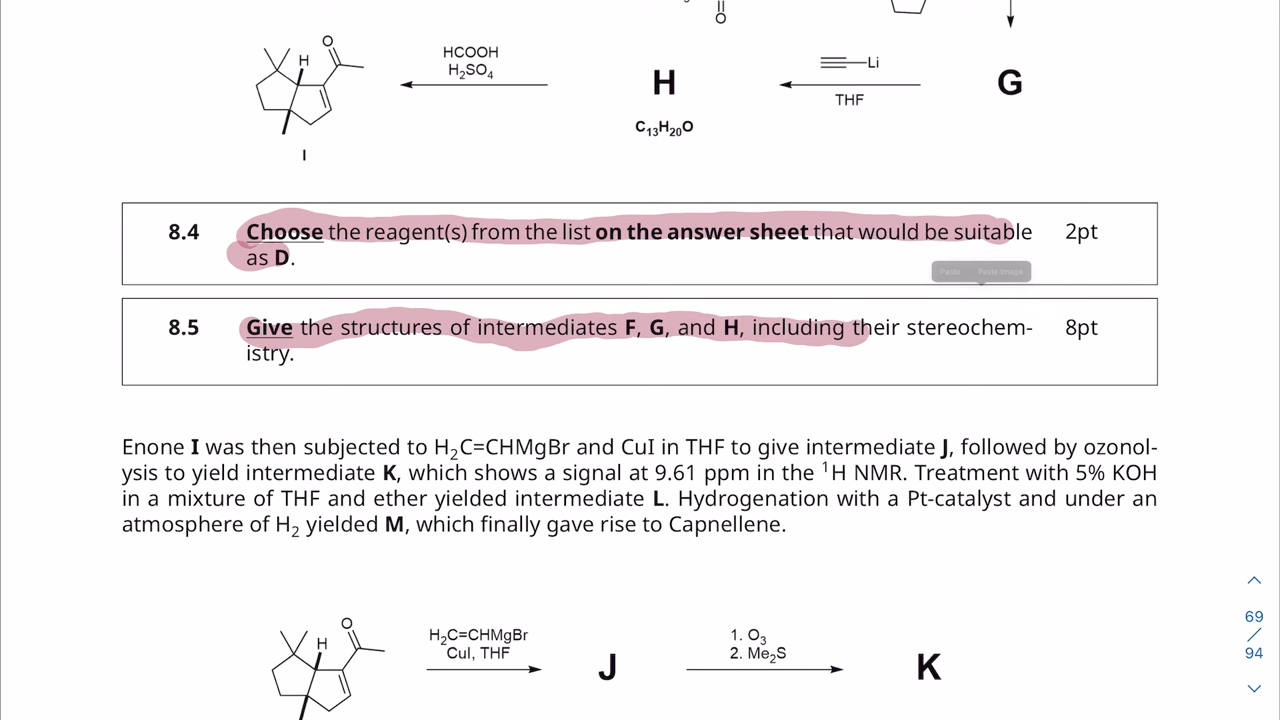 O
O
H
HCOOH
H2SO4
H
C13H20O
Li
THF
G
I
8.4 Choose the reagent(s) from the list on the answer sheet that would be suitable 2pt
as D.
Paste Paste Image
8.5 Give the structures of intermediates F, G, and H, including their stereochem- 8pt
istry.
Enone I was then subjected to H2C=CHMgBr and CuI in THF to give intermediate J, followed by ozonol-
ysis to yield intermediate K, which shows a signal at 9.61 ppm in the 1H NMR. Treatment with 5% KOH
in a mixture of THF and ether yielded intermediate L. Hydrogenation with a Pt-catalyst and under an
atmosphere of H2 yielded M, which finally gave rise to Capnellene.
69
/
94
O
H
H2C=CHMgBr
CuI, THF
J
1. O3
2. Me2S
K